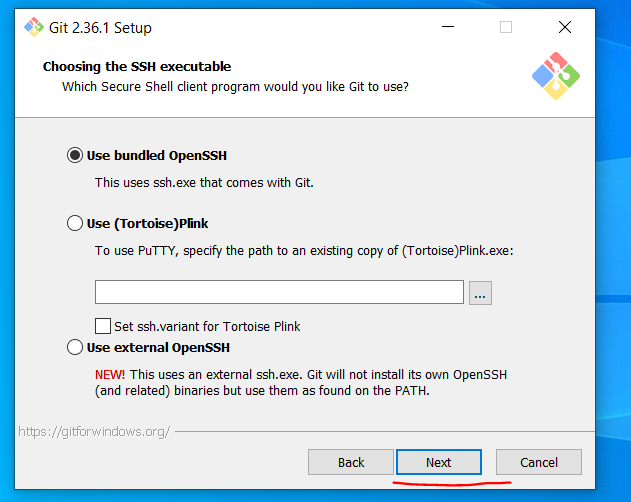 Git 2.36.1 Setup
Choosing the SSH executable
Which Secure Shell client program would you like Git to use?
Use bundled OpenSSH
This uses ssh.exe that comes with Git.
Use (Tortoise)Plink
To use PuTTY, specify the path to an existing copy of (Tortoise)Plink.exe:
...
Set ssh.variant for Tortoise Plink
Use external OpenSSH
NEW! This uses an external ssh.exe. Git will not install its own OpenSSH
(and related) binaries but use them as found on the PATH.
https://gitforwindows.org/
Back Next Cancel